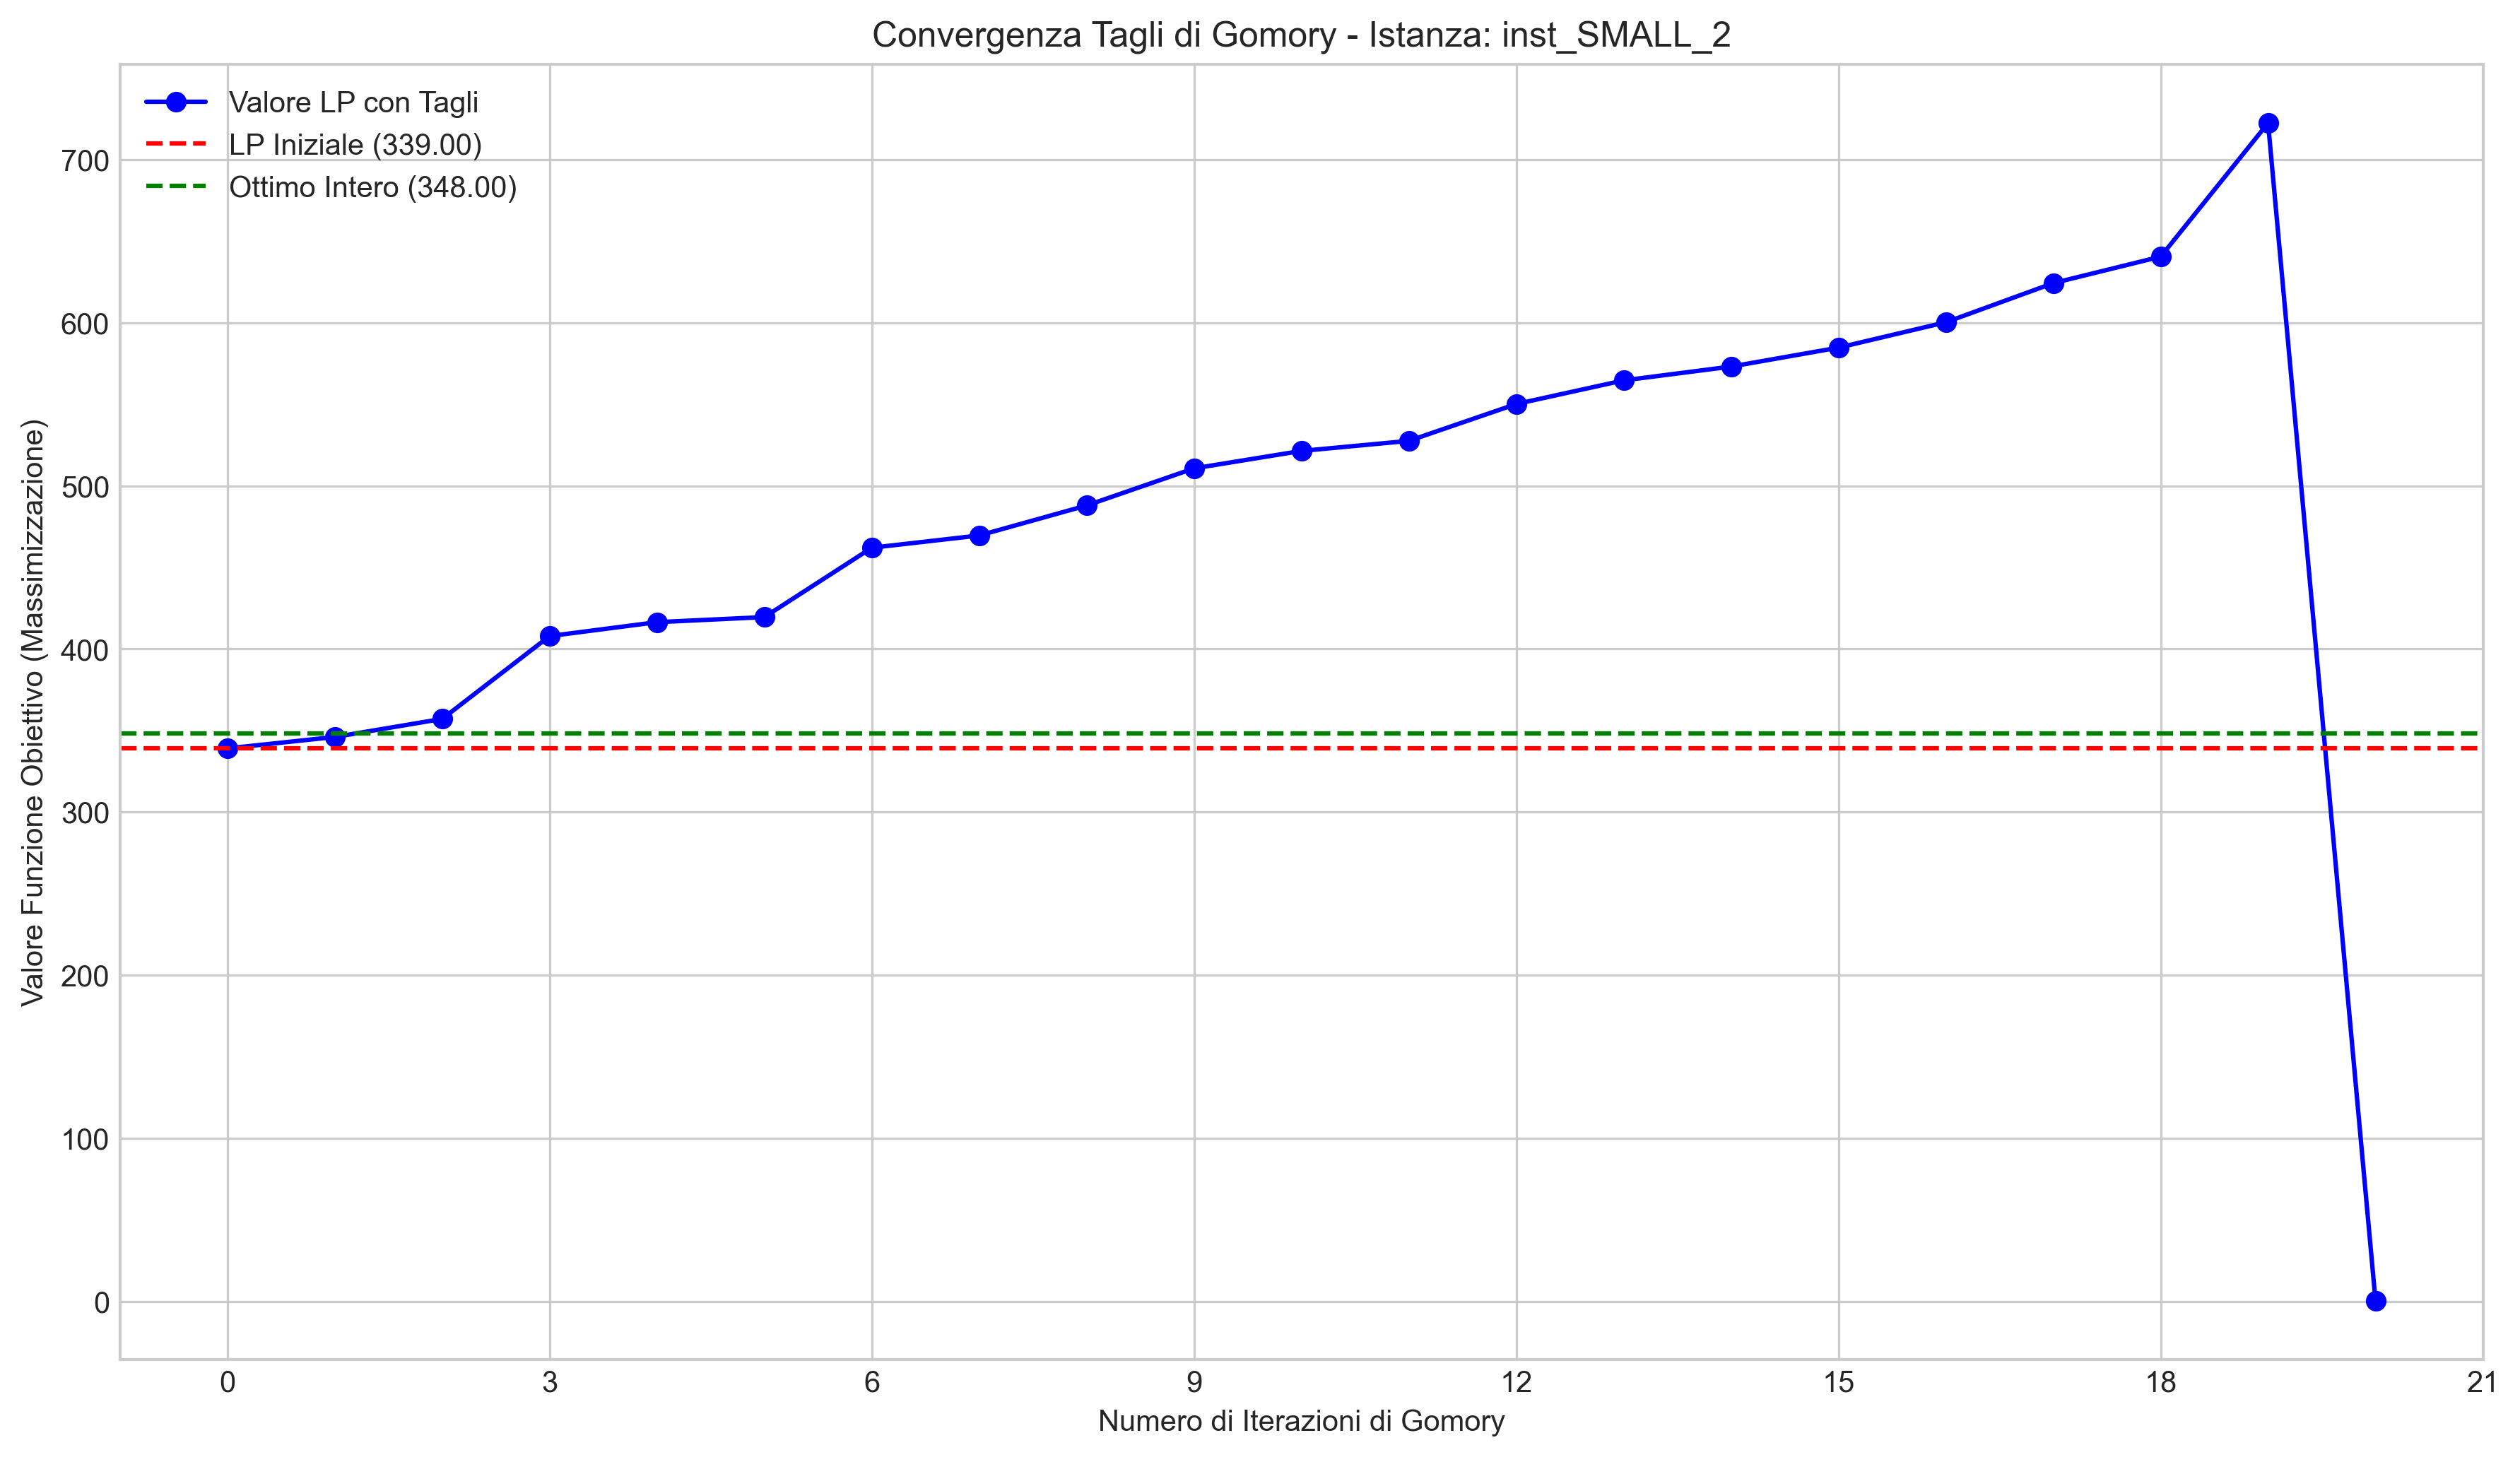 Convergenza Tagli di Gomory - Istanza: inst_SMALL_2
Valore LP con Tagli
LP Iniziale (339.00)
Ottimo Intero (348.00)
Valore Funzione Obiettivo (Massimizzazione)
700
600
500
400
300
200
100
0
0 3 6 9 12 15 18 21
Numero di Iterazioni di Gomory